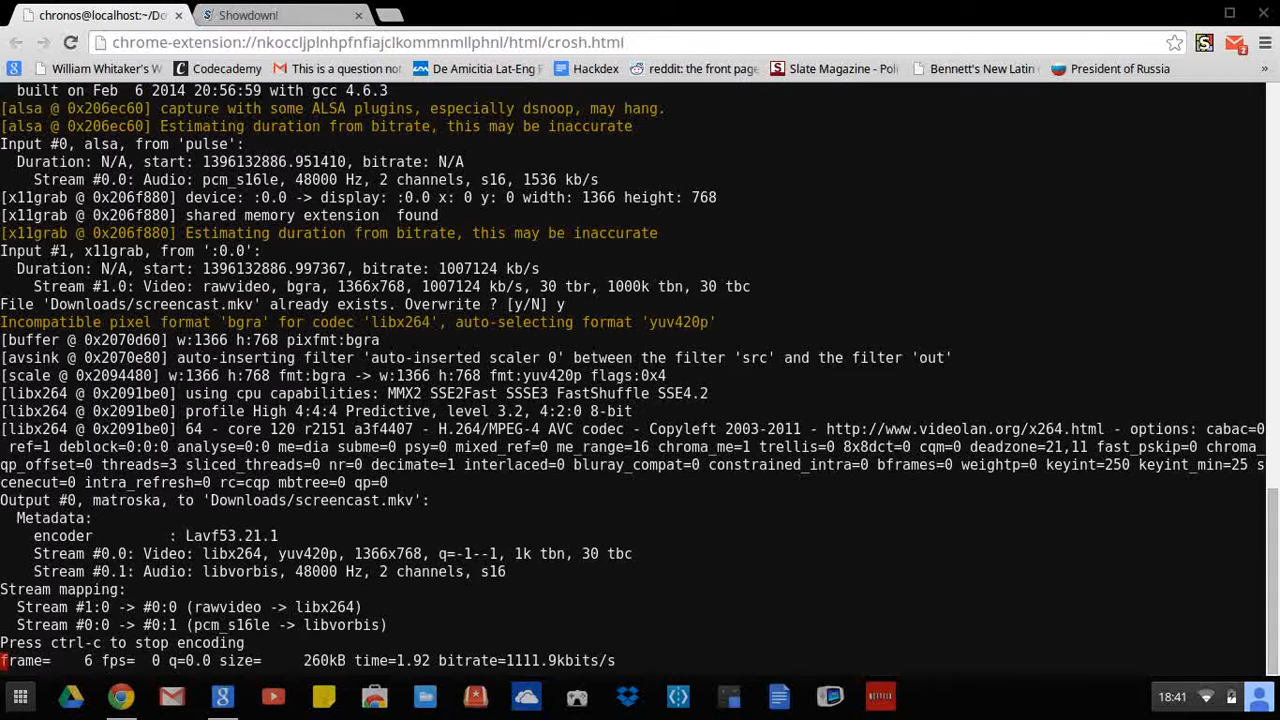 chronos@localhost:~/Do
Showdown!
chrome-extension://nkoccljplnhpfnfiajclkommnmllphnl/html/crosh.html
William Whitaker's W
Codecademy
This is a question not
De Amicitia Lat-Eng F
Hackdex
reddit: the front page
Slate Magazine - Poli
Bennett's New Latin
President of Russia
»
built on Feb  6 2014 20:56:59 with gcc 4.6.3
[alsa @ 0x206ec60] capture with some ALSA plugins, especially dsnoop, may hang.
[alsa @ 0x206ec60] Estimating duration from bitrate, this may be inaccurate
Input #0, alsa, from 'pulse':
Duration: N/A, start: 1396132886.951410, bitrate: N/A
Stream #0.0: Audio: pcm_s16le, 48000 Hz, 2 channels, s16, 1536 kb/s
[x11grab @ 0x206f880] device: :0.0 -> display: :0.0 x: 0 y: 0 width: 1366 height: 768
[x11grab @ 0x206f880] shared memory extension  found
[x11grab @ 0x206f880] Estimating duration from bitrate, this may be inaccurate
Input #1, x11grab, from ':0.0':
Duration: N/A, start: 1396132886.997367, bitrate: 1007124 kb/s
Stream #1.0: Video: rawvideo, bgra, 1366x768, 1007124 kb/s, 30 tbr, 1000k tbn, 30 tbc
File 'Downloads/screencast.mkv' already exists. Overwrite ? [y/N] y
Incompatible pixel format 'bgra' for codec 'libx264', auto-selecting format 'yuv420p'
[buffer @ 0x2070d60] w:1366 h:768 pixfmt:bgra
[avsink @ 0x2070e80] auto-inserting filter 'auto-inserted scaler 0' between the filter 'src' and the filter 'out'
[scale @ 0x2094480] w:1366 h:768 fmt:bgra -> w:1366 h:768 fmt:yuv420p flags:0x4
[libx264 @ 0x2091be0] using cpu capabilities: MMX2 SSE2Fast SSSE3 FastShuffle SSE4.2
[libx264 @ 0x2091be0] profile High 4:4:4 Predictive, level 3.2, 4:2:0 8-bit
[libx264 @ 0x2091be0] 64 - core 120 r2151 a3f4407 - H.264/MPEG-4 AVC codec - Copyleft 2003-2011 - http://www.videolan.org/x264.html - options: cabac=0
ref=1 deblock=0:0:0 analyse=0:0 me=dia subme=0 psy=0 mixed_ref=0 me_range=16 chroma_me=1 trellis=0 8x8dct=0 cqm=0 deadzone=21,11 fast_pskip=0 chroma_
qp_offset=0 threads=3 sliced_threads=0 nr=0 decimate=1 interlaced=0 bluray_compat=0 constrained_intra=0 bframes=0 weightp=0 keyint=250 keyint_min=25 s
cenecut=0 intra_refresh=0 rc=cqp mbtree=0 qp=0
Output #0, matroska, to 'Downloads/screencast.mkv':
Metadata:
encoder         : Lavf53.21.1
Stream #0.0: Video: libx264, yuv420p, 1366x768, q=-1--1, 1k tbn, 30 tbc
Stream #0.1: Audio: libvorbis, 48000 Hz, 2 channels, s16
Stream mapping:
Stream #1:0 -> #0:0 (rawvideo -> libx264)
Stream #0:0 -> #0:1 (pcm_s16le -> libvorbis)
Press ctrl-c to stop encoding
frame=    6 fps=  0 q=0.0 size=     260kB time=1.92 bitrate=1111.9kbits/s
NETFLIX
18:41